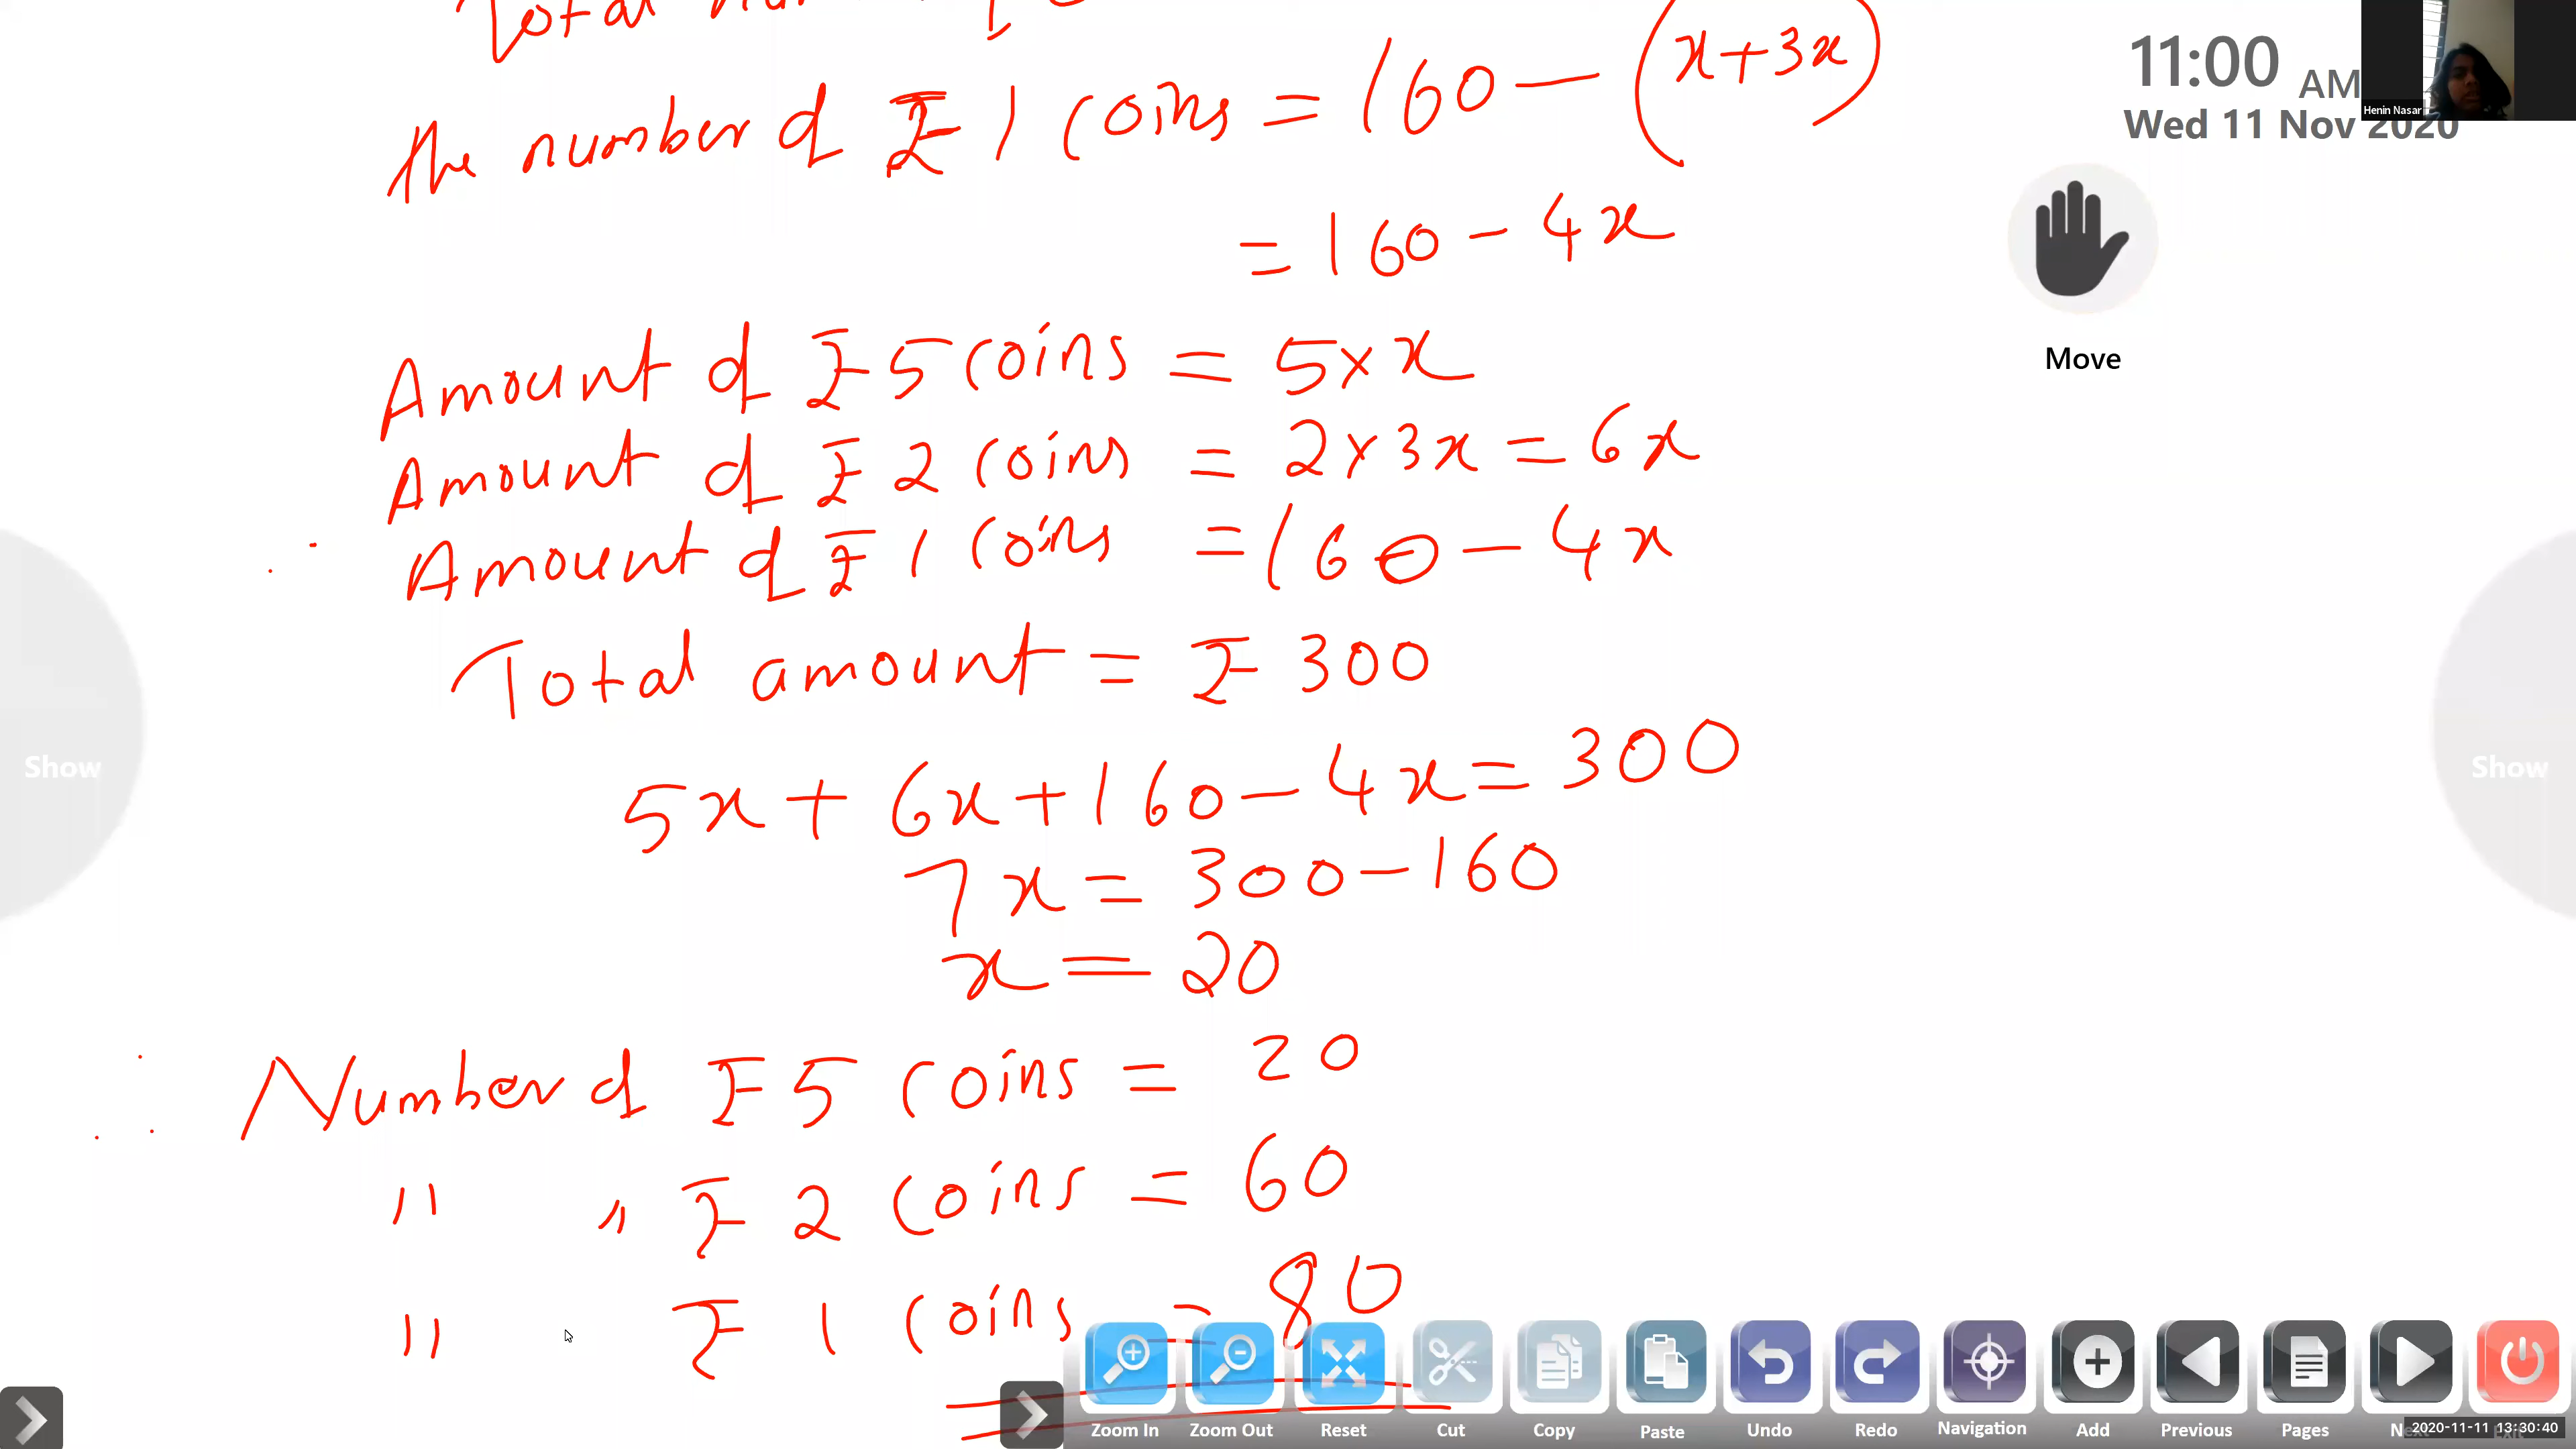 Total
the number of ₹ 1 coins = 160 - (x+3x)
= 160 - 4x
Amount of ₹ 5 coins = 5×x
Amount of ₹ 2 coins = 2×3x = 6x
Amount of ₹ 1 coins = 160 - 4x
Total amount = ₹ 300
5x + 6x + 160 - 4x = 300
7x = 300 - 160
x = 20
∴ Number of ₹ 5 coins = 20
" " ₹ 2 coins = 60
" ₹ 1 coins = 80
11:00 AM
Wed 11 Nov 2020
Henin Nasar
Move
Show
Show
Zoom In Zoom Out Reset Cut Copy Paste Undo Redo Navigation Add Previous Pages
2020-11-11 13:30:40